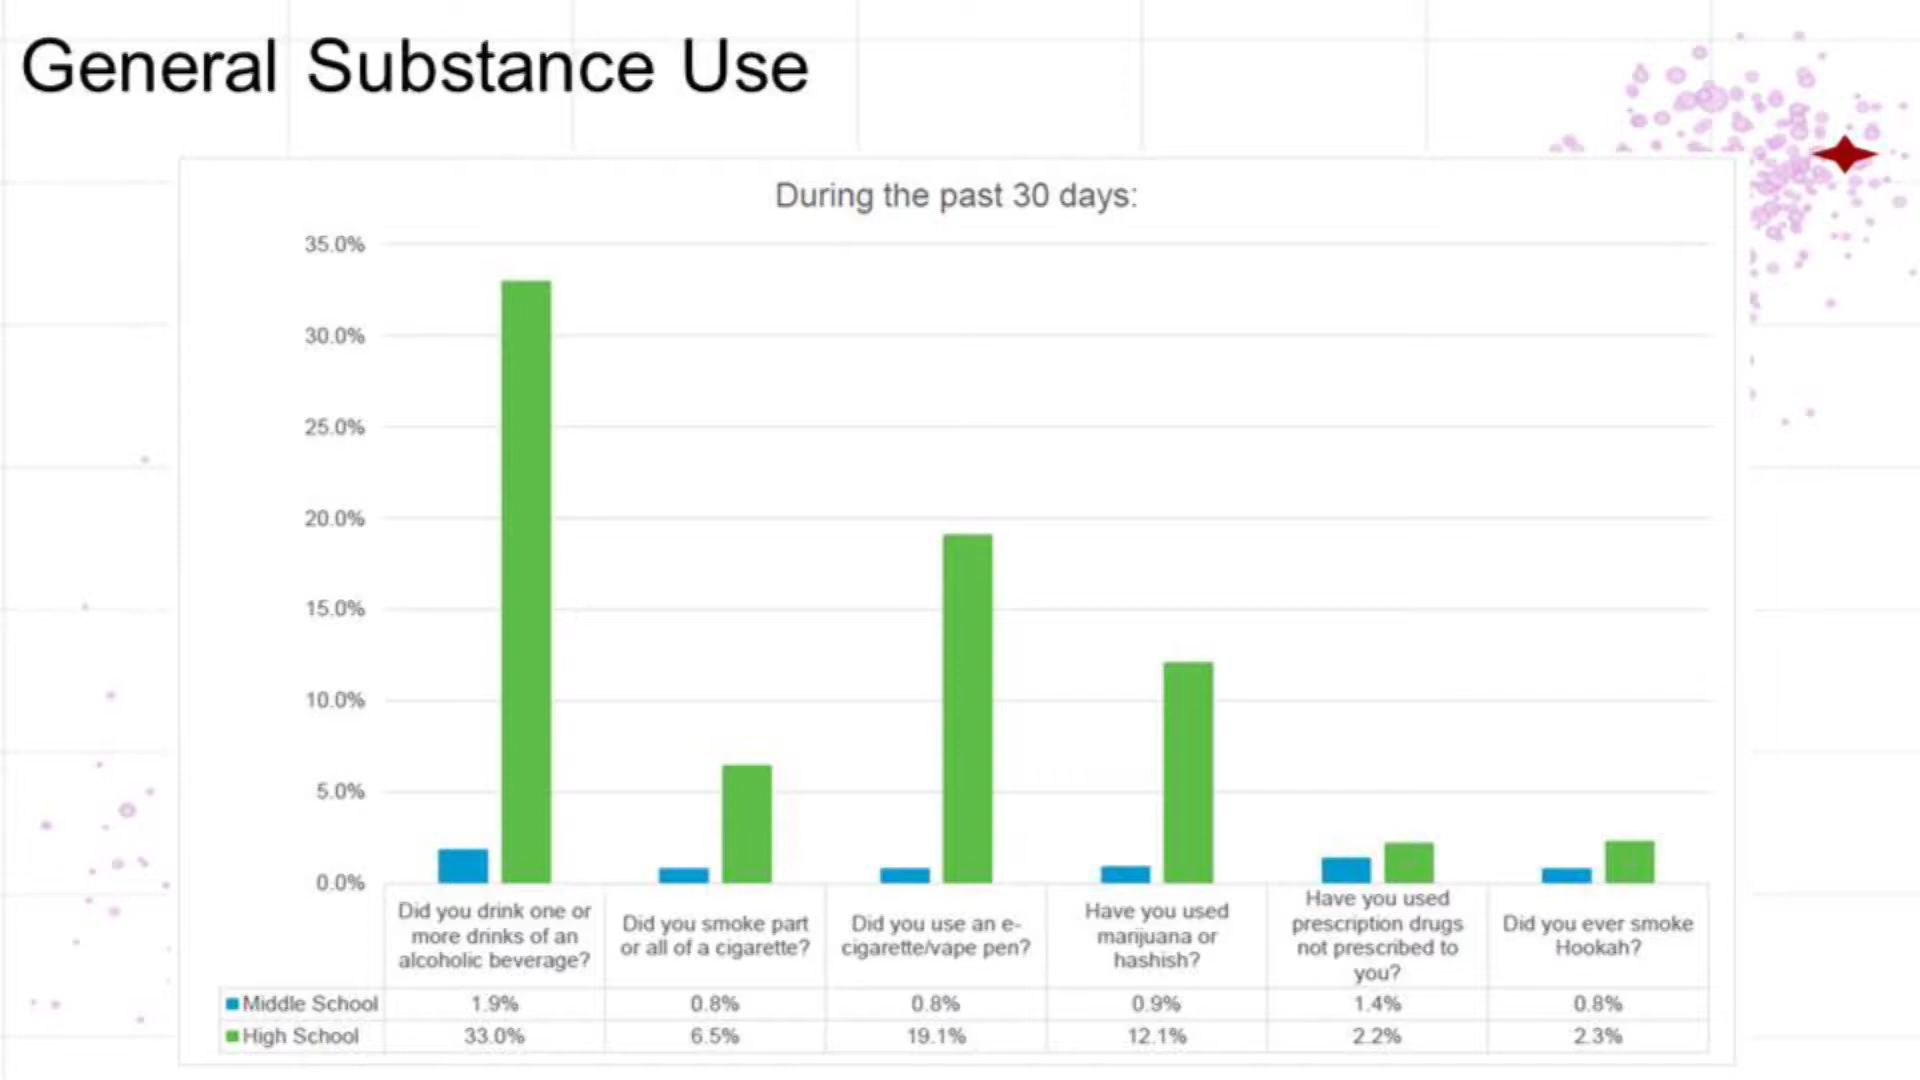 General Substance Use
During the past 30 days:
35.0%
30.0%
25.0%
20.0%
15.0%
10.0%
5.0%
0.0%
Did you drink one or
more drinks of an
alcoholic beverage?
Did you smoke part
or all of a cigarette?
Did you use an e-
cigarette/vape pen?
Have you used
marijuana or
hashish?
Have you used
prescription drugs
not prescribed to
you?
Did you ever smoke
Hookah?
Middle School 1.9% 0.8% 0.8% 0.9% 1.4% 0.8%
High School 33.0% 6.5% 19.1% 12.1% 2.2% 2.3%